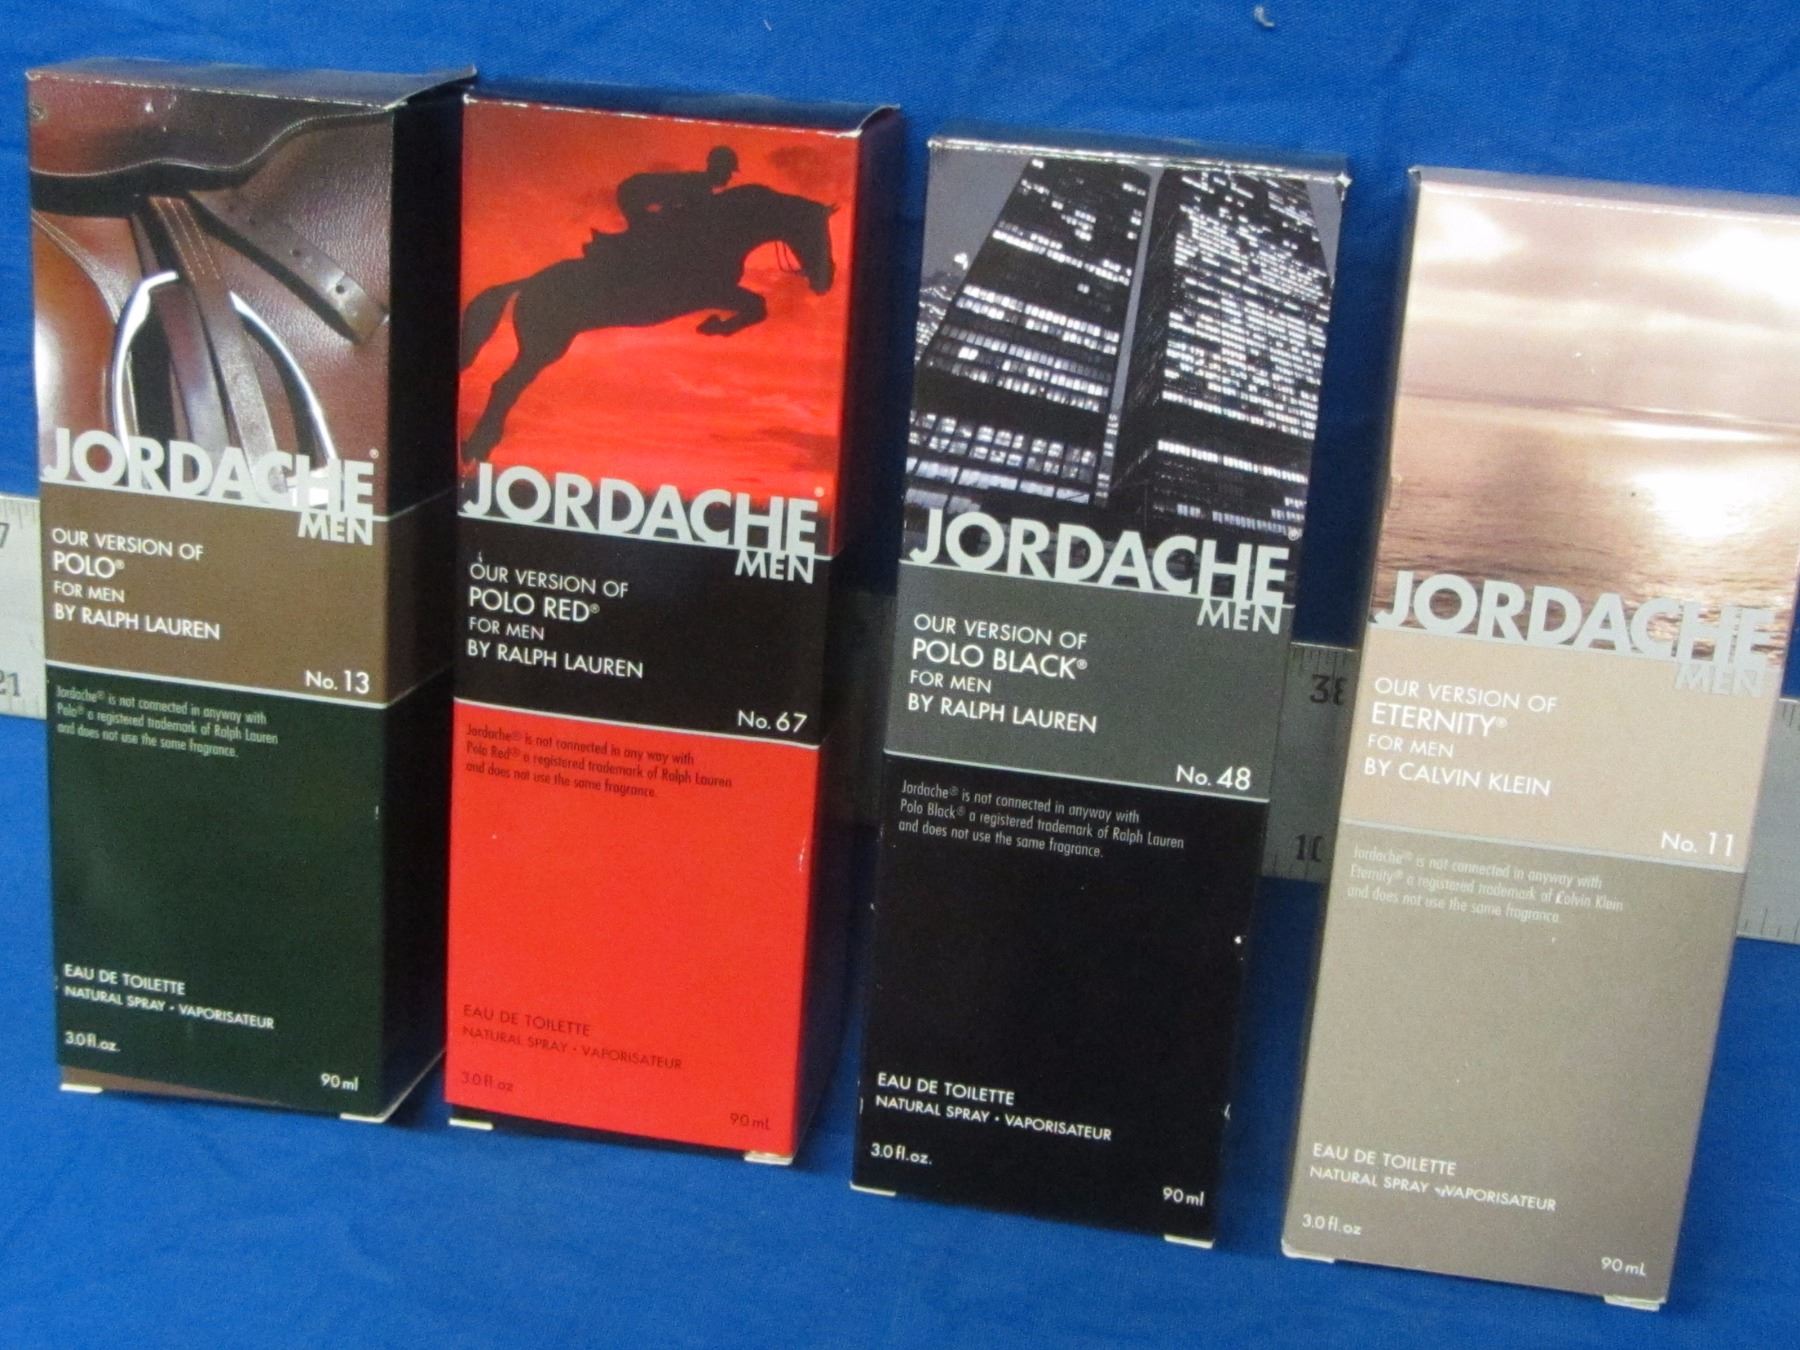 JORDACHE®
MEN
OUR VERSION OF
POLO®
FOR MEN
BY RALPH LAUREN
No. 13
Jordache® is not connected in anyway with
Polo® a registered trademark of Ralph Lauren
and does not use the same fragrance.
EAU DE TOILETTE
NATURAL SPRAY • VAPORISATEUR
3.0 fl.oz.
90 ml
JORDACHE®
MEN
OUR VERSION OF
POLO RED®
FOR MEN
BY RALPH LAUREN
No. 67
Jordache® is not connected in any way with
Polo Red® a registered trademark of Ralph Lauren
and does not use the same fragrance.
EAU DE TOILETTE
NATURAL SPRAY • VAPORISATEUR
3.0 fl oz
90 mL
JORDACHE®
MEN
OUR VERSION OF
POLO BLACK®
FOR MEN
BY RALPH LAUREN
No. 48
Jordache® is not connected in anyway with
Polo Black® a registered trademark of Ralph Lauren
and does not use the same fragrance.
EAU DE TOILETTE
NATURAL SPRAY • VAPORISATEUR
3.0 fl.oz.
90 ml
JORDACHE
MEN
OUR VERSION OF
ETERNITY®
FOR MEN
BY CALVIN KLEIN
No. 11
Jordache® is not connected in anyway with
Eternity® a registered trademark of Calvin Klein
and does not use the same fragrance
EAU DE TOILETTE
NATURAL SPRAY • VAPORISATEUR
3.0 fl.oz
90 mL
7
21
38
10